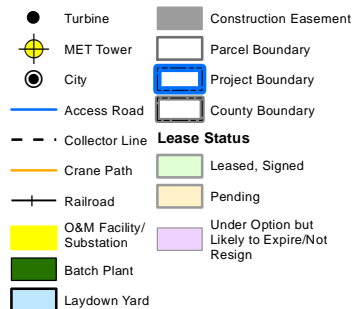 Turbine
MET Tower
City
Access Road
Collector Line
Crane Path
Railroad
O&M Facility/
Substation
Batch Plant
Laydown Yard
Construction Easement
Parcel Boundary
Project Boundary
County Boundary
Lease Status
Leased, Signed
Pending
Under Option but
Likely to Expire/Not
Resign